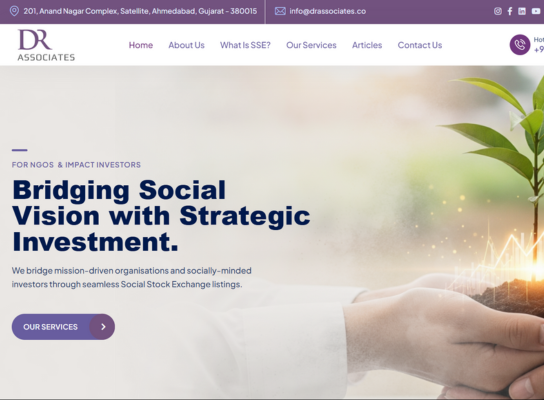 201, Anand Nagar Complex, Satellite, Ahmedabad, Gujarat - 380015
info@drassociates.co
DR
ASSOCIATES
Home
About Us
What Is SSE?
Our Services
Articles
Contact Us
FOR NGOS & IMPACT INVESTORS
Bridging Social
Vision with Strategic
Investment.
We bridge mission-driven organisations and socially-minded
investors through seamless Social Stock Exchange listings.
OUR SERVICES